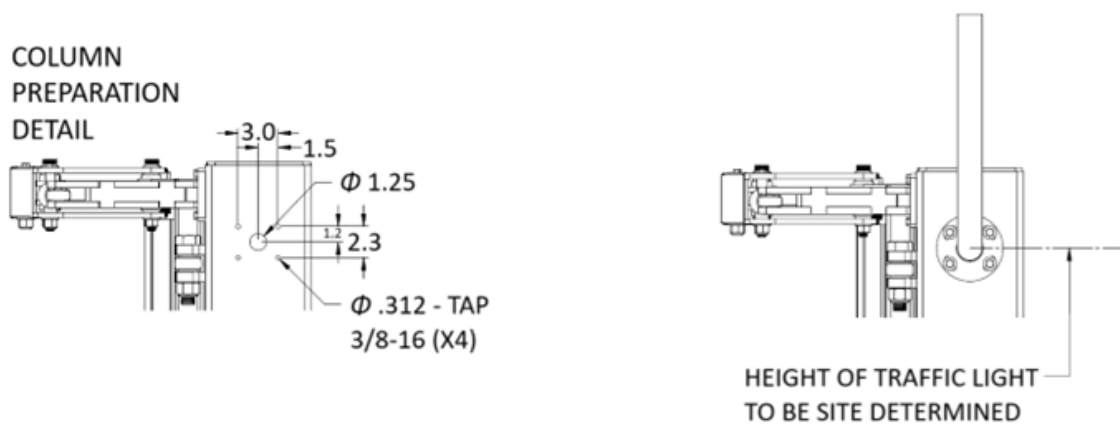 COLUMN
PREPARATION
DETAIL
3.0
1.5
Φ 1.25
1.2
2.3
Φ .312 - TAP
3/8-16 (X4)
HEIGHT OF TRAFFIC LIGHT
TO BE SITE DETERMINED